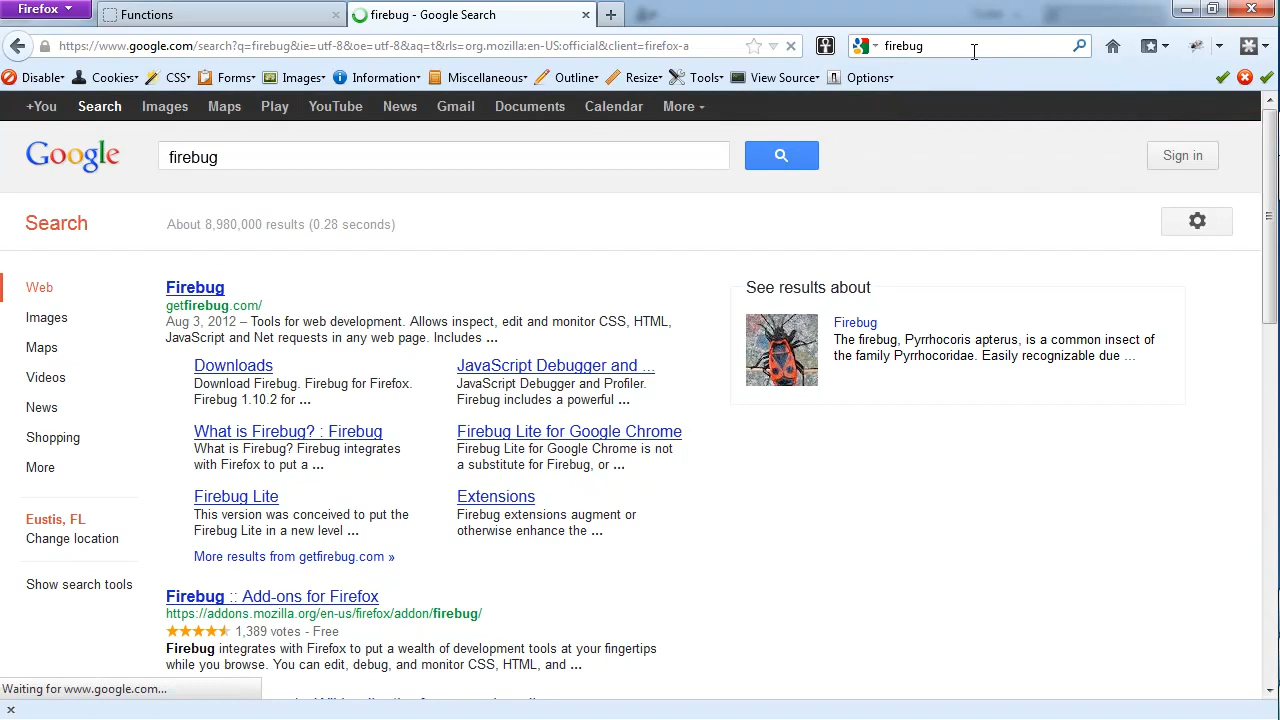 Firefox
Functions
firebug - Google Search
https://www.google.com/search?q=firebug&ie=utf-8&oe=utf-8&aq=t&rls=org.mozilla:en-US:official&client=firefox-a
firebug
Disable Cookies CSS Forms Images Information Miscellaneous Outline Resize Tools View Source Options
+You Search Images Maps Play YouTube News Gmail Documents Calendar More
Google
firebug
Sign in
Search
About 8,980,000 results (0.28 seconds)
Web
Images
Maps
Videos
News
Shopping
More
Eustis, FL
Change location
Show search tools
Firebug
getfirebug.com/
Aug 3, 2012 – Tools for web development. Allows inspect, edit and monitor CSS, HTML,
JavaScript and Net requests in any web page. Includes ...
Downloads
Download Firebug. Firebug for Firefox.
Firebug 1.10.2 for ...
JavaScript Debugger and ...
JavaScript Debugger and Profiler.
Firebug includes a powerful ...
What is Firebug? : Firebug
What is Firebug? Firebug integrates
with Firefox to put a ...
Firebug Lite for Google Chrome
Firebug Lite for Google Chrome is not
a substitute for Firebug, or ...
Firebug Lite
This version was conceived to put the
Firebug Lite in a new level ...
Extensions
Firebug extensions augment or
otherwise enhance the ...
More results from getfirebug.com »
Firebug :: Add-ons for Firefox
https://addons.mozilla.org/en-us/firefox/addon/firebug/
1,389 votes - Free
Firebug integrates with Firefox to put a wealth of development tools at your fingertips
while you browse. You can edit, debug, and monitor CSS, HTML, and ...
See results about
Firebug
The firebug, Pyrrhocoris apterus, is a common insect of
the family Pyrrhocoridae. Easily recognizable due ...
Waiting for www.google.com...